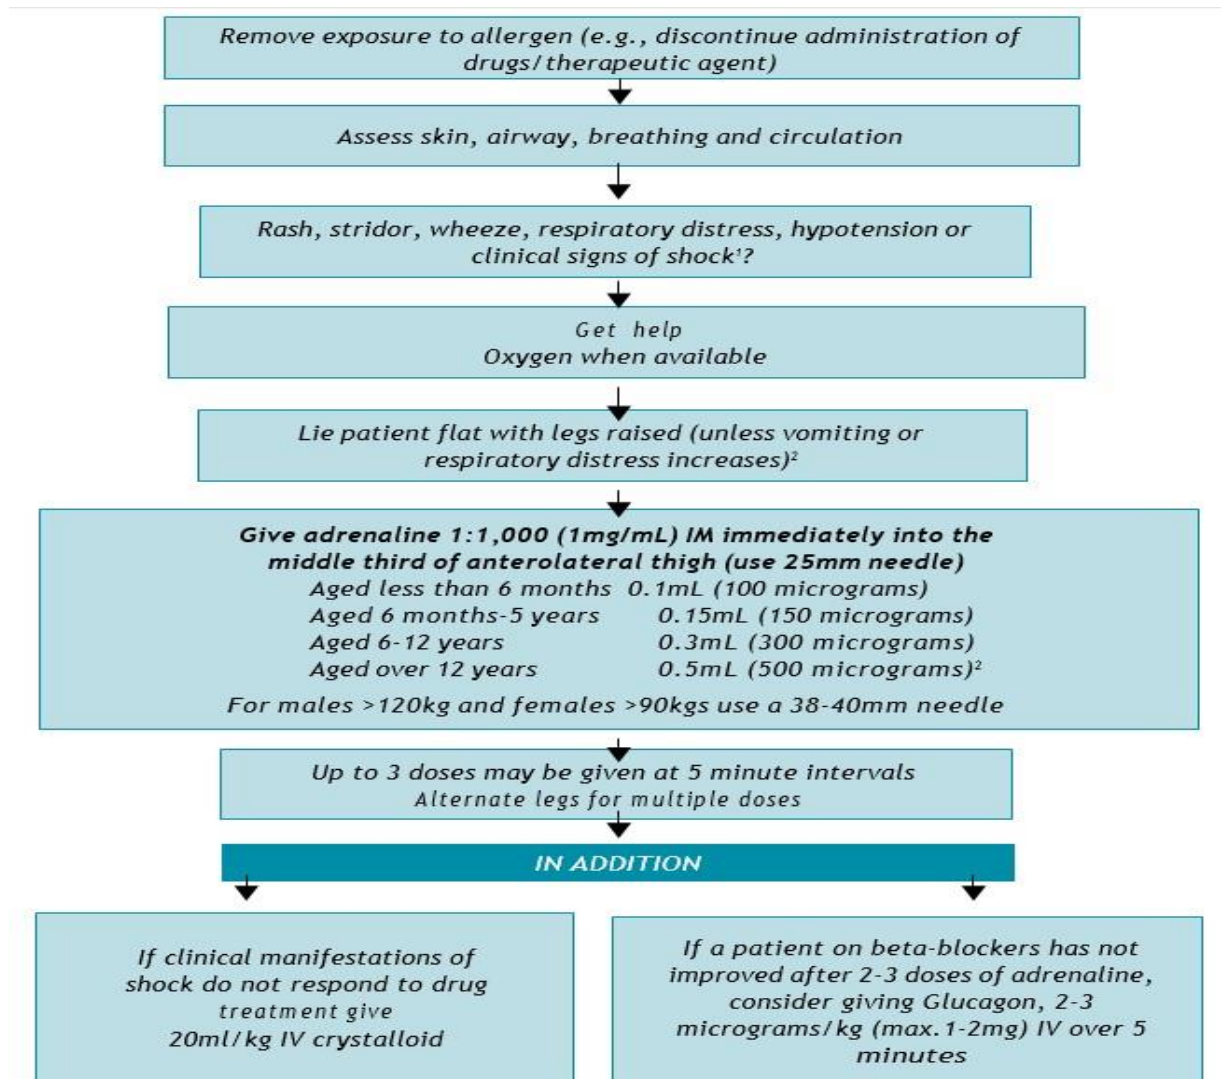 Remove exposure to allergen (e.g., discontinue administration of
drugs/therapeutic agent)
Assess skin, airway, breathing and circulation
Rash, stridor, wheeze, respiratory distress, hypotension or
clinical signs of shock¹?
Get help
Oxygen when available
Lie patient flat with legs raised (unless vomiting or
respiratory distress increases)²
Give adrenaline 1:1,000 (1mg/mL) IM immediately into the
middle third of anterolateral thigh (use 25mm needle)
Aged less than 6 months 0.1mL (100 micrograms)
Aged 6 months-5 years 0.15mL (150 micrograms)
Aged 6-12 years 0.3mL (300 micrograms)
Aged over 12 years 0.5mL (500 micrograms)²
For males >120kg and females >90kgs use a 38-40mm needle
Up to 3 doses may be given at 5 minute intervals
Alternate legs for multiple doses
IN ADDITION
If clinical manifestations of
shock do not respond to drug
treatment give
20ml/kg IV crystalloid
If a patient on beta-blockers has not
improved after 2-3 doses of adrenaline,
consider giving Glucagon, 2-3
micrograms/kg (max.1-2mg) IV over 5
minutes